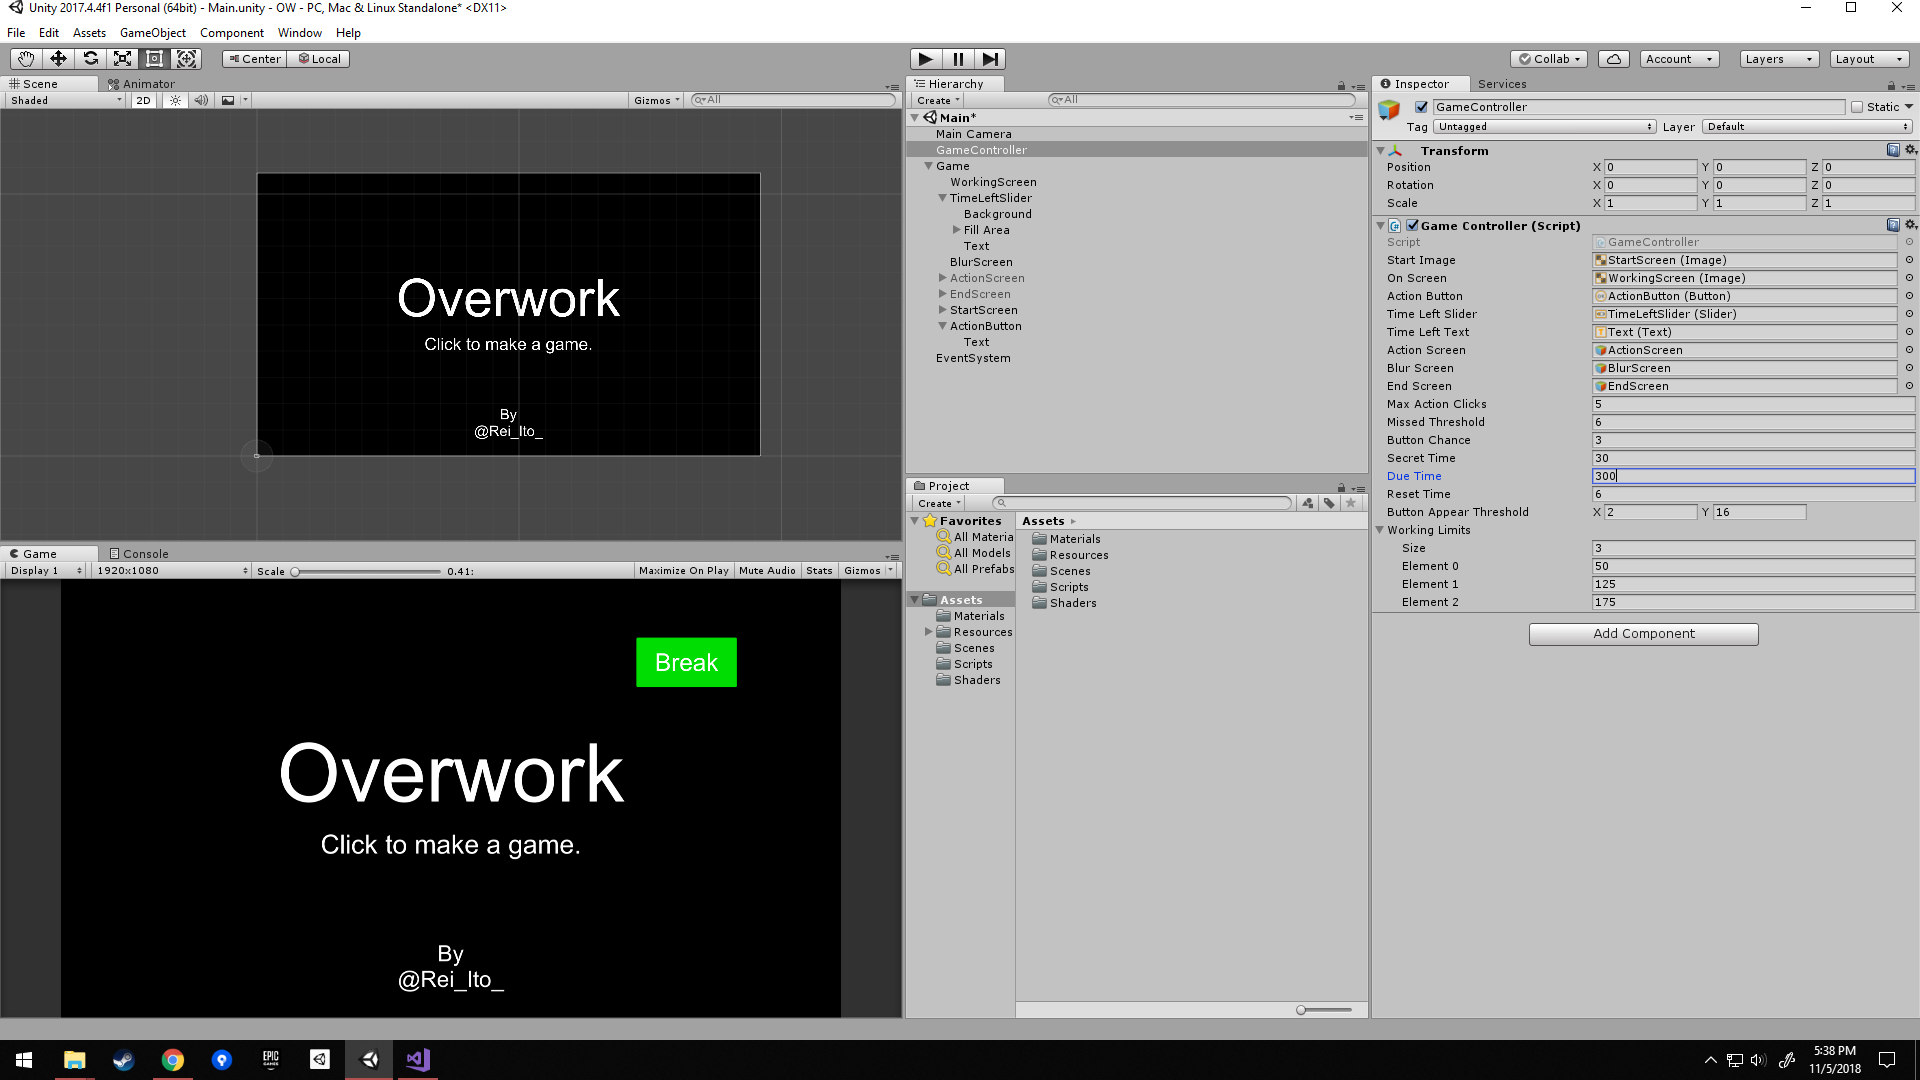 Unity 2017.4.4f1 Personal (64bit) - Main.unity - OW - PC, Mac & Linux Standalone* <DX11>
File Edit Assets GameObject Component Window Help
Center Local
Collab Account Layers Layout
Scene Animator
Shaded 2D Gizmos All
Overwork
Click to make a game.
By
@Rei_Ito_
Game Console
Display 1 1920x1080 Scale 0.41: Maximize On Play Mute Audio Stats Gizmos
Break
Overwork
Click to make a game.
By
@Rei_Ito_
Hierarchy
Create All
Main*
Main Camera
GameController
Game
WorkingScreen
TimeLeftSlider
Background
Fill Area
Text
BlurScreen
ActionScreen
EndScreen
StartScreen
ActionButton
Text
EventSystem
Project
Create
Favorites
All Materia
All Models
All Prefabs
Assets
Materials
Resources
Scenes
Scripts
Shaders
Assets
Materials
Resources
Scenes
Scripts
Shaders
Inspector Services
GameController Static
Tag Untagged Layer Default
Transform
Position X 0 Y 0 Z 0
Rotation X 0 Y 0 Z 0
Scale X 1 Y 1 Z 1
Game Controller (Script)
Script GameController
Start Image StartScreen (Image)
On Screen WorkingScreen (Image)
Action Button ActionButton (Button)
Time Left Slider TimeLeftSlider (Slider)
Time Left Text Text (Text)
Action Screen ActionScreen
Blur Screen BlurScreen
End Screen EndScreen
Max Action Clicks 5
Missed Threshold 6
Button Chance 3
Secret Time 30
Due Time 300
Reset Time 6
Button Appear Threshold X 2 Y 16
Working Limits
Size 3
Element 0 50
Element 1 125
Element 2 175
Add Component
EPIC
GAMES
5:38 PM
11/5/2018